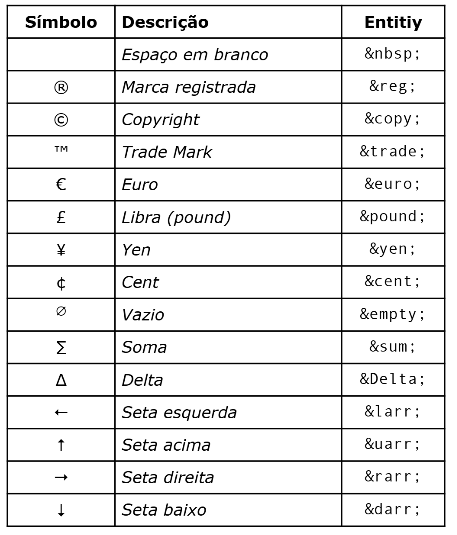 Símbolo Descrição Entitiy
Espaço em branco &nbsp;
® Marca registrada &reg;
© Copyright &copy;
™ Trade Mark &trade;
€ Euro &euro;
£ Libra (pound) &pound;
¥ Yen &yen;
¢ Cent &cent;
∅ Vazio &empty;
∑ Soma &sum;
Δ Delta &Delta;
← Seta esquerda &larr;
↑ Seta acima &uarr;
→ Seta direita &rarr;
↓ Seta baixo &darr;